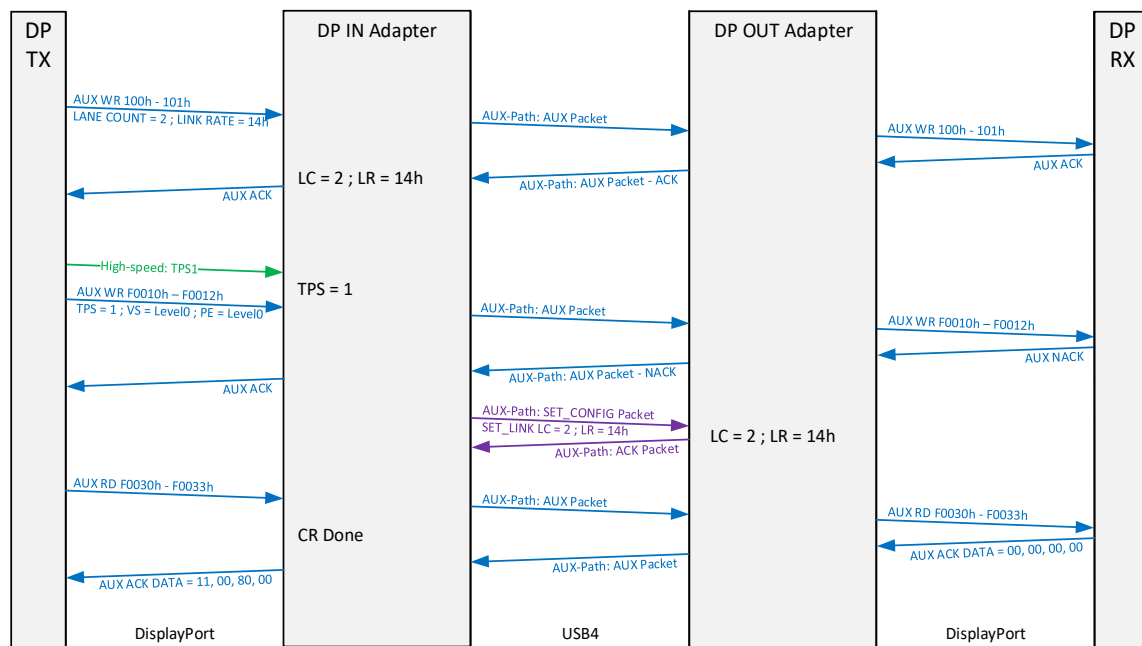 DP
TX
DP IN Adapter
DP OUT Adapter
DP
RX
AUX WR 100h - 101h
LANE COUNT = 2 ; LINK RATE = 14h
AUX-Path: AUX Packet
AUX WR 100h - 101h
AUX ACK
AUX-Path: AUX Packet - ACK
LC = 2 ; LR = 14h
AUX ACK
High-speed: TPS1
TPS = 1
AUX WR F0010h – F0012h
TPS = 1 ; VS = Level0 ; PE = Level0
AUX-Path: AUX Packet
AUX WR F0010h – F0012h
AUX NACK
AUX-Path: AUX Packet - NACK
AUX ACK
AUX-Path: SET_CONFIG Packet
SET_LINK LC = 2 ; LR = 14h
LC = 2 ; LR = 14h
AUX-Path: ACK Packet
AUX RD F0030h - F0033h
AUX-Path: AUX Packet
AUX RD F0030h - F0033h
CR Done
AUX ACK DATA = 00, 00, 00, 00
AUX-Path: AUX Packet
AUX ACK DATA = 11, 00, 80, 00
DisplayPort
USB4
DisplayPort